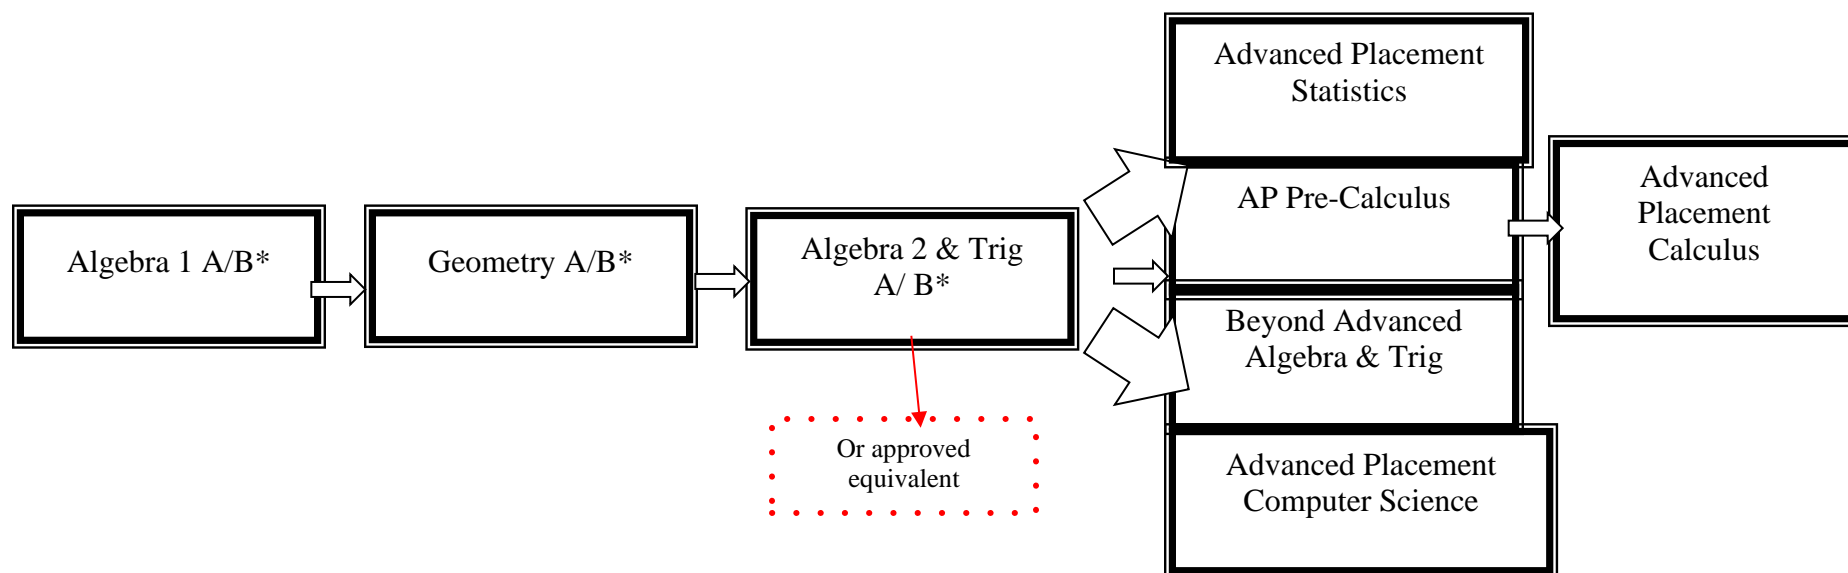 Algebra 1 A/B*
Geometry A/B*
Algebra 2 & Trig
A/ B*
Or approved
equivalent
Advanced Placement
Statistics
AP Pre-Calculus
Beyond Advanced
Algebra & Trig
Advanced Placement
Computer Science
Advanced
Placement
Calculus